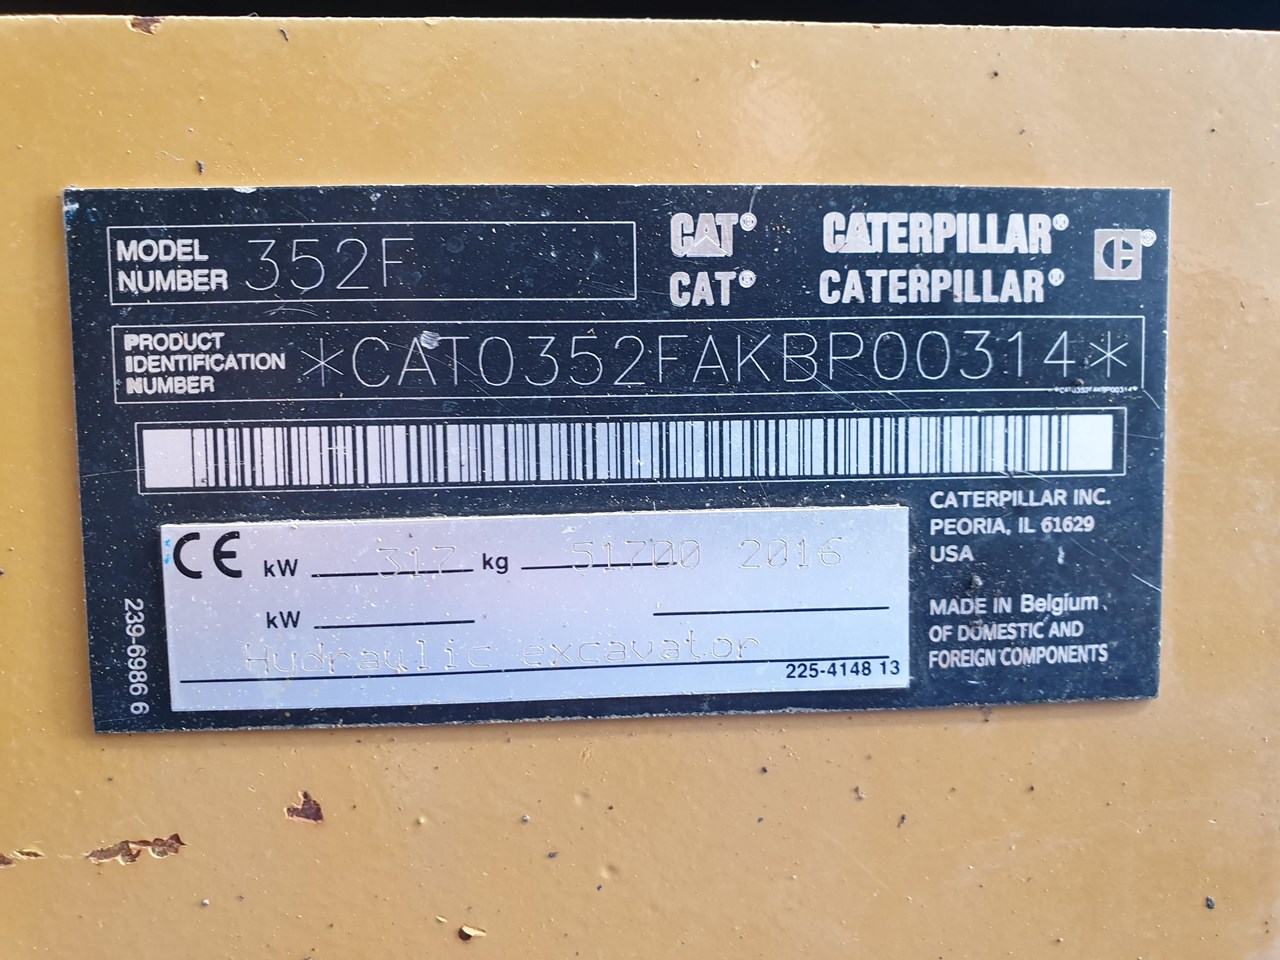 MODEL NUMBER 352F
CAT® CATERPILLAR®
CAT® CATERPILLAR®
PRODUCT IDENTIFICATION NUMBER *CAT0352FAKBP00314*
*CAT0352FAKBP00314*
CATERPILLAR INC.
PEORIA, IL 61629
USA
CE kW 317 kg 51700 2016
kW
Hydraulic excavator
225-4148 13
MADE IN Belgium
OF DOMESTIC AND
FOREIGN COMPONENTS
239-6986 6